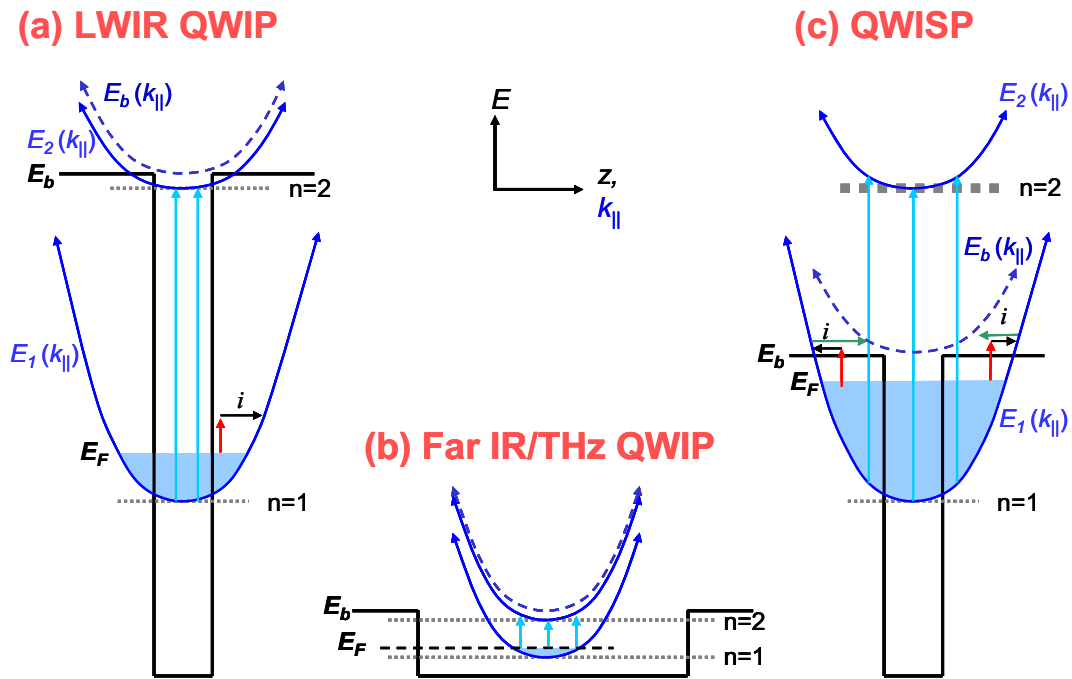 (a) LWIR QWIP
E_b(k_||)
E_2(k_||)
E_b
n=2
E_1(k_||)
i
E_F
n=1
E
z,
k_||
(b) Far IR/THz QWIP
E_b
n=2
E_F
n=1
(c) QWISP
E_2(k_||)
n=2
E_b(k_||)
i
i
E_b
E_F
E_1(k_||)
n=1